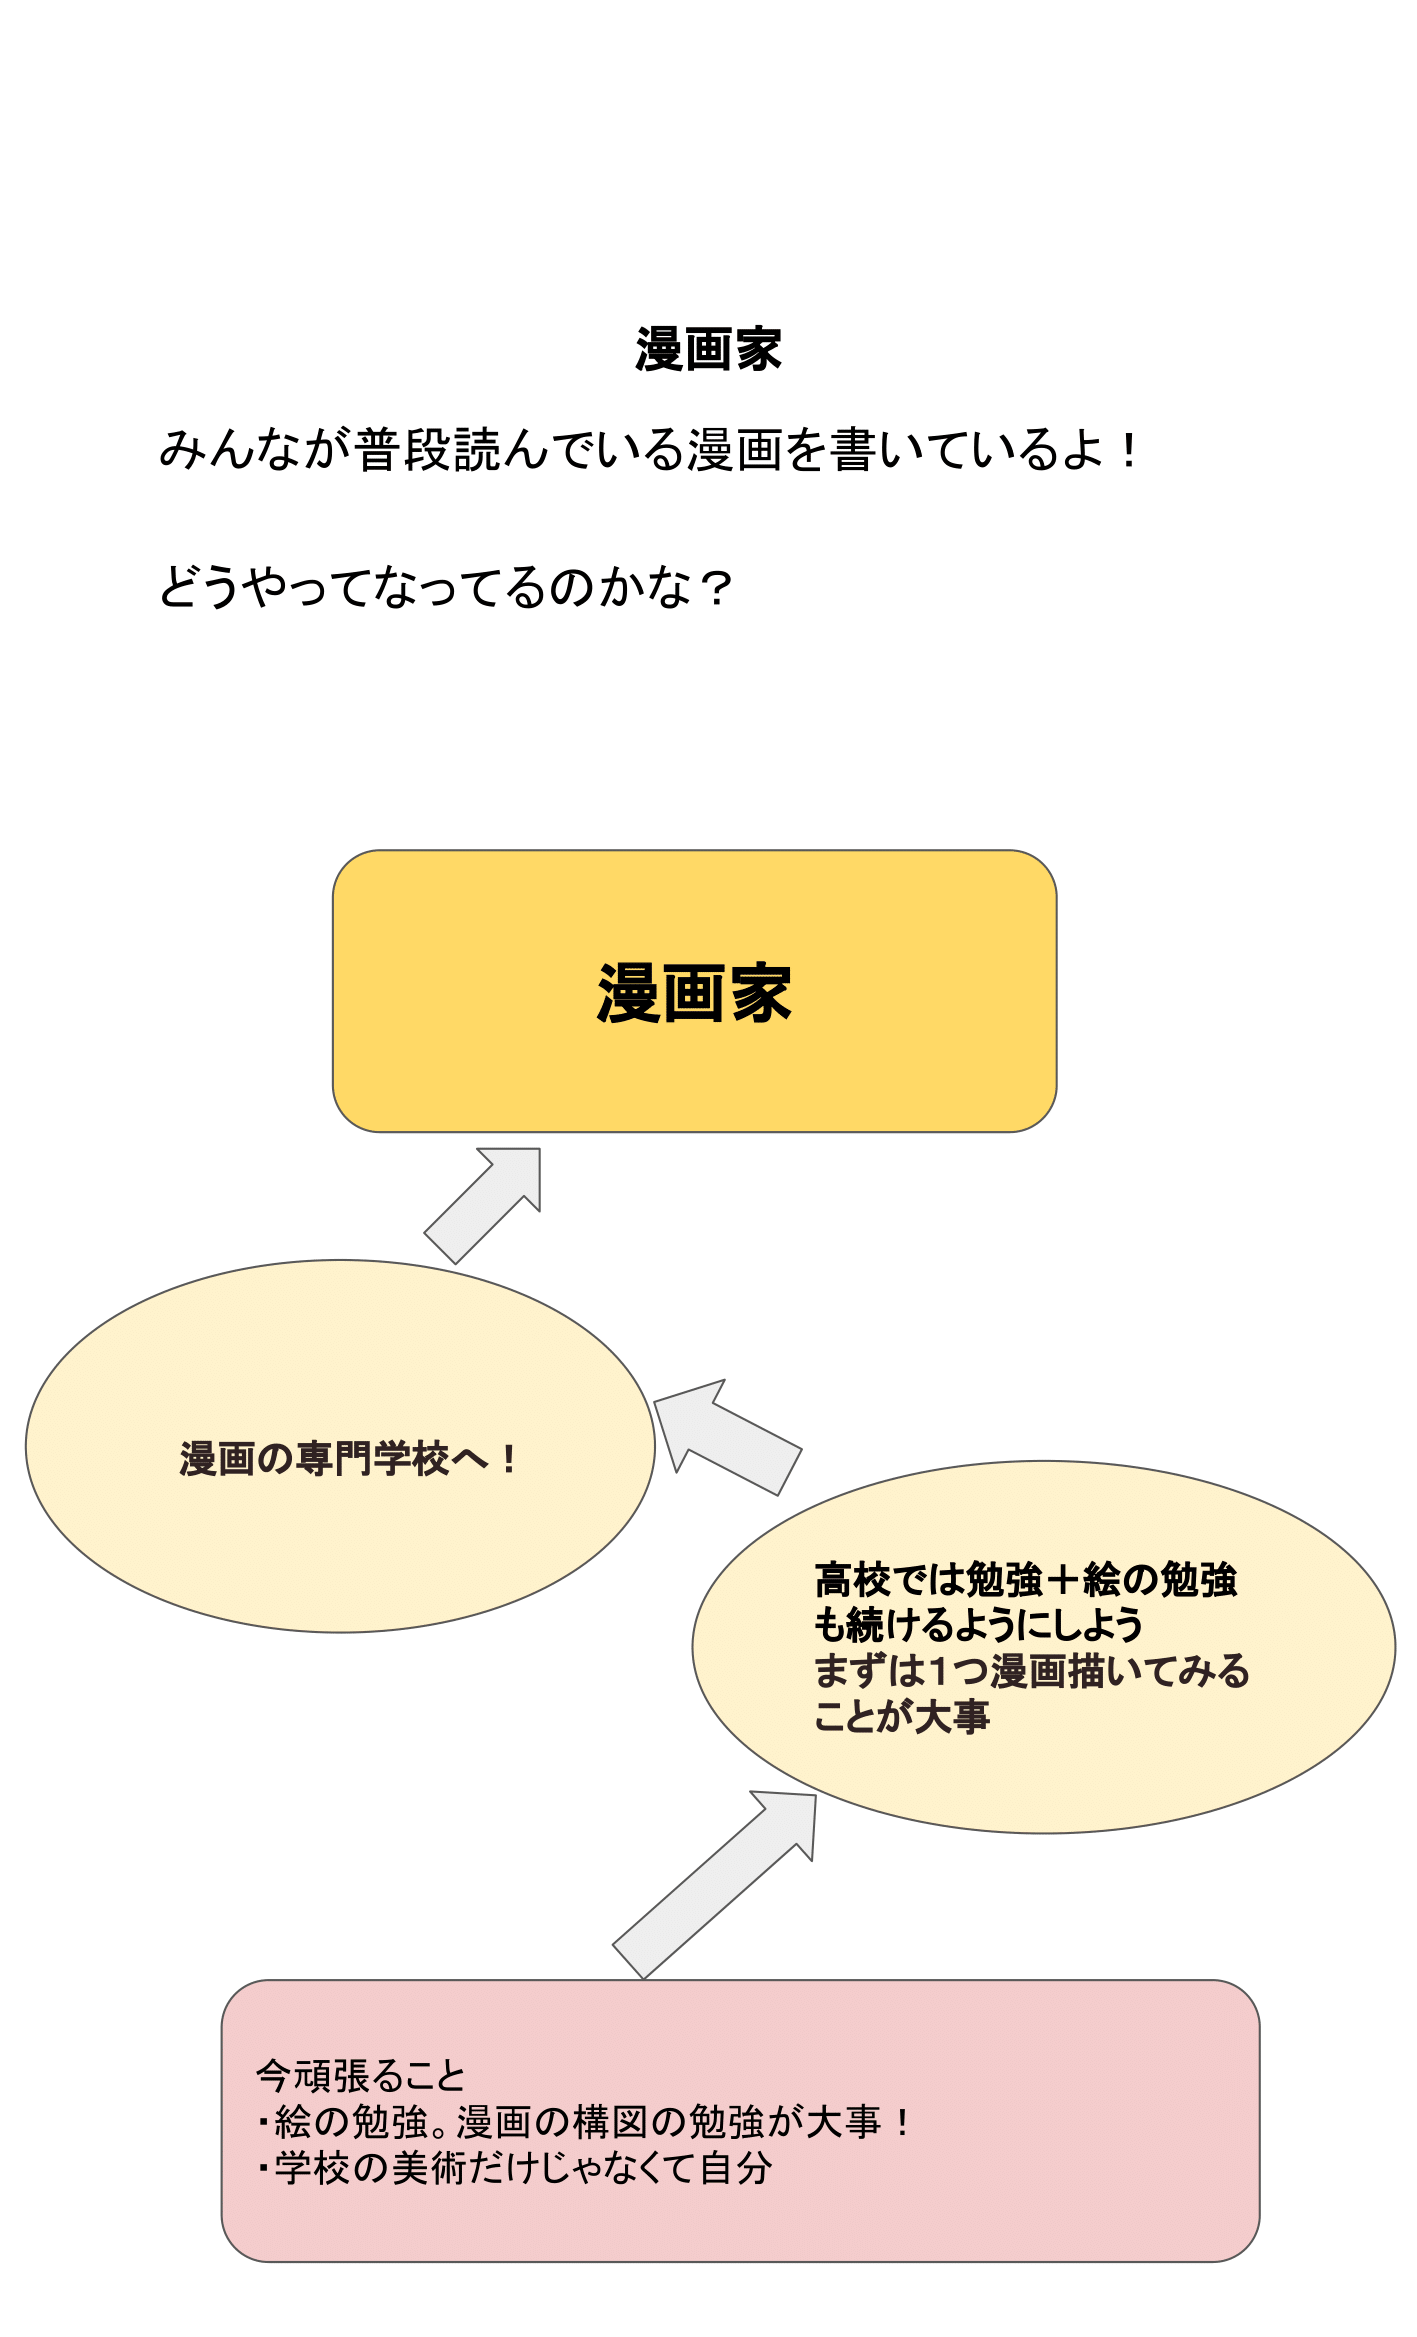 漫画家
みんなが普段読んでいる漫画を書いているよ！
どうやってなってるのかな？
漫画家
漫画の専門学校へ！
高校では勉強＋絵の勉強
も続けるようにしよう
まずは１つ漫画描いてみる
ことが大事
今頑張ること
・絵の勉強。漫画の構図の勉強が大事！
・学校の美術だけじゃなくて自分